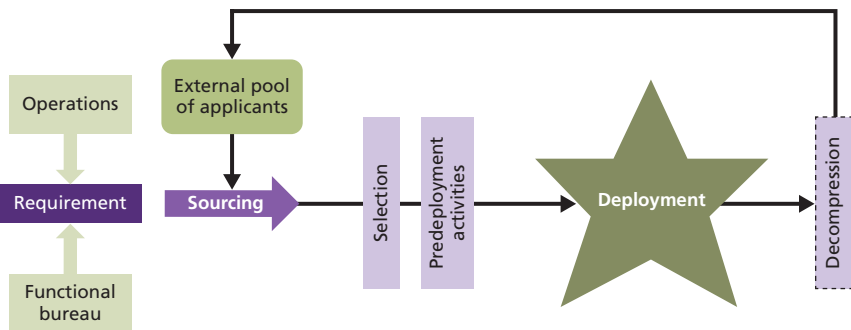 External pool
of applicants
Operations
Requirement
Sourcing
Functional
bureau
Selection
Predeployment
activities
Deployment
Decompression